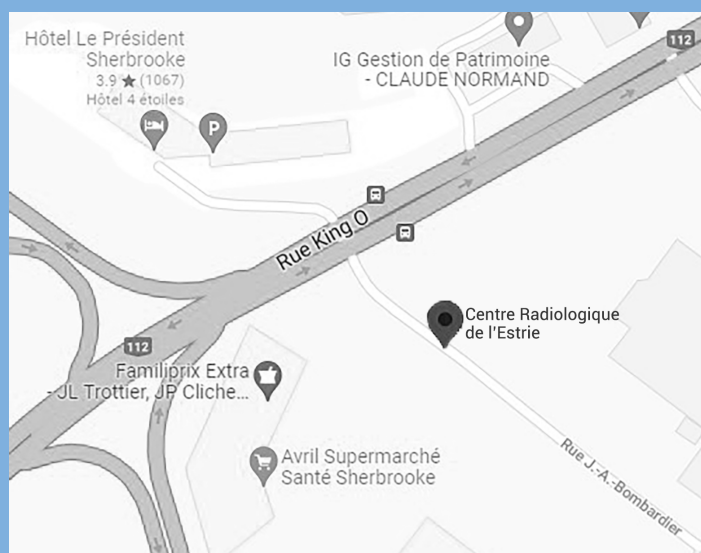 Hôtel Le Président
Sherbrooke
3.9 ★ (1067)
Hôtel 4 étoiles
P
IG Gestion de Patrimoine
- CLAUDE NORMAND
112
Rue King O
Centre Radiologique
de l'Estrie
112
Familiprix Extra
- JL Trottier, JP Cliche...
Avril Supermarché
Santé Sherbrooke
Rue J.-A.-Bombardier